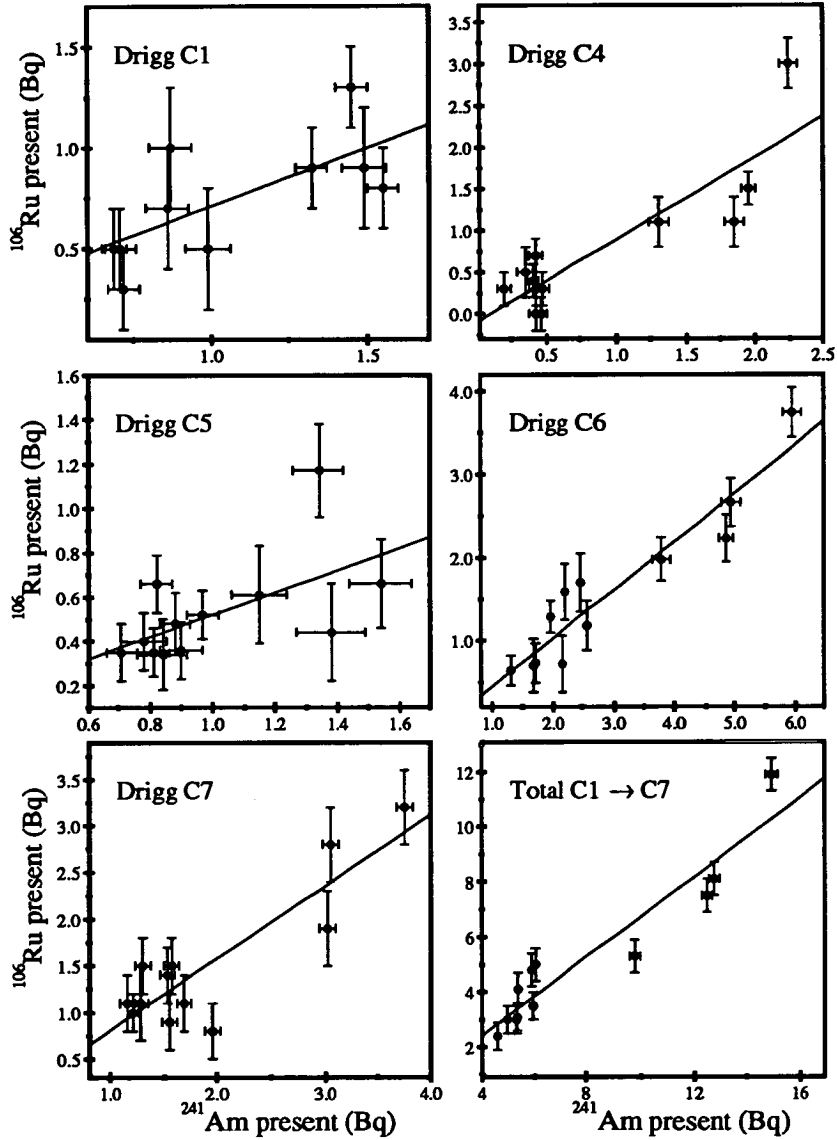 Drigg C1
¹⁰⁶Ru present (Bq)
1.5
1.0
0.5
1.0 1.5
Drigg C4
3.5
3.0
2.5
2.0
1.5
1.0
0.5
0.0
0.5 1.0 1.5 2.0 2.5
Drigg C5
¹⁰⁶Ru present (Bq)
1.6
1.4
1.2
1.0
0.8
0.6
0.4
0.2
0.6 0.8 1.0 1.2 1.4 1.6
Drigg C6
4.0
3.0
2.0
1.0
1.0 2.0 3.0 4.0 5.0 6.0
Drigg C7
¹⁰⁶Ru present (Bq)
3.5
3.0
2.5
2.0
1.5
1.0
0.5
1.0 2.0 3.0 4.0
²⁴¹Am present (Bq)
Total C1 → C7
12
10
8
6
4
2
4 8 12 16
²⁴¹Am present (Bq)